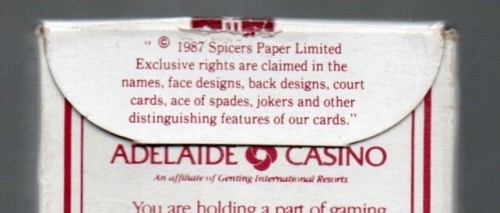 " © 1987 Spicers Paper Limited
Exclusive rights are claimed in the
names, face designs, back designs, court
cards, ace of spades, jokers and other
distinguishing features of our cards."
ADELAIDE CASINO
An affiliate of Genting International Resorts
You are holding a part of gaming